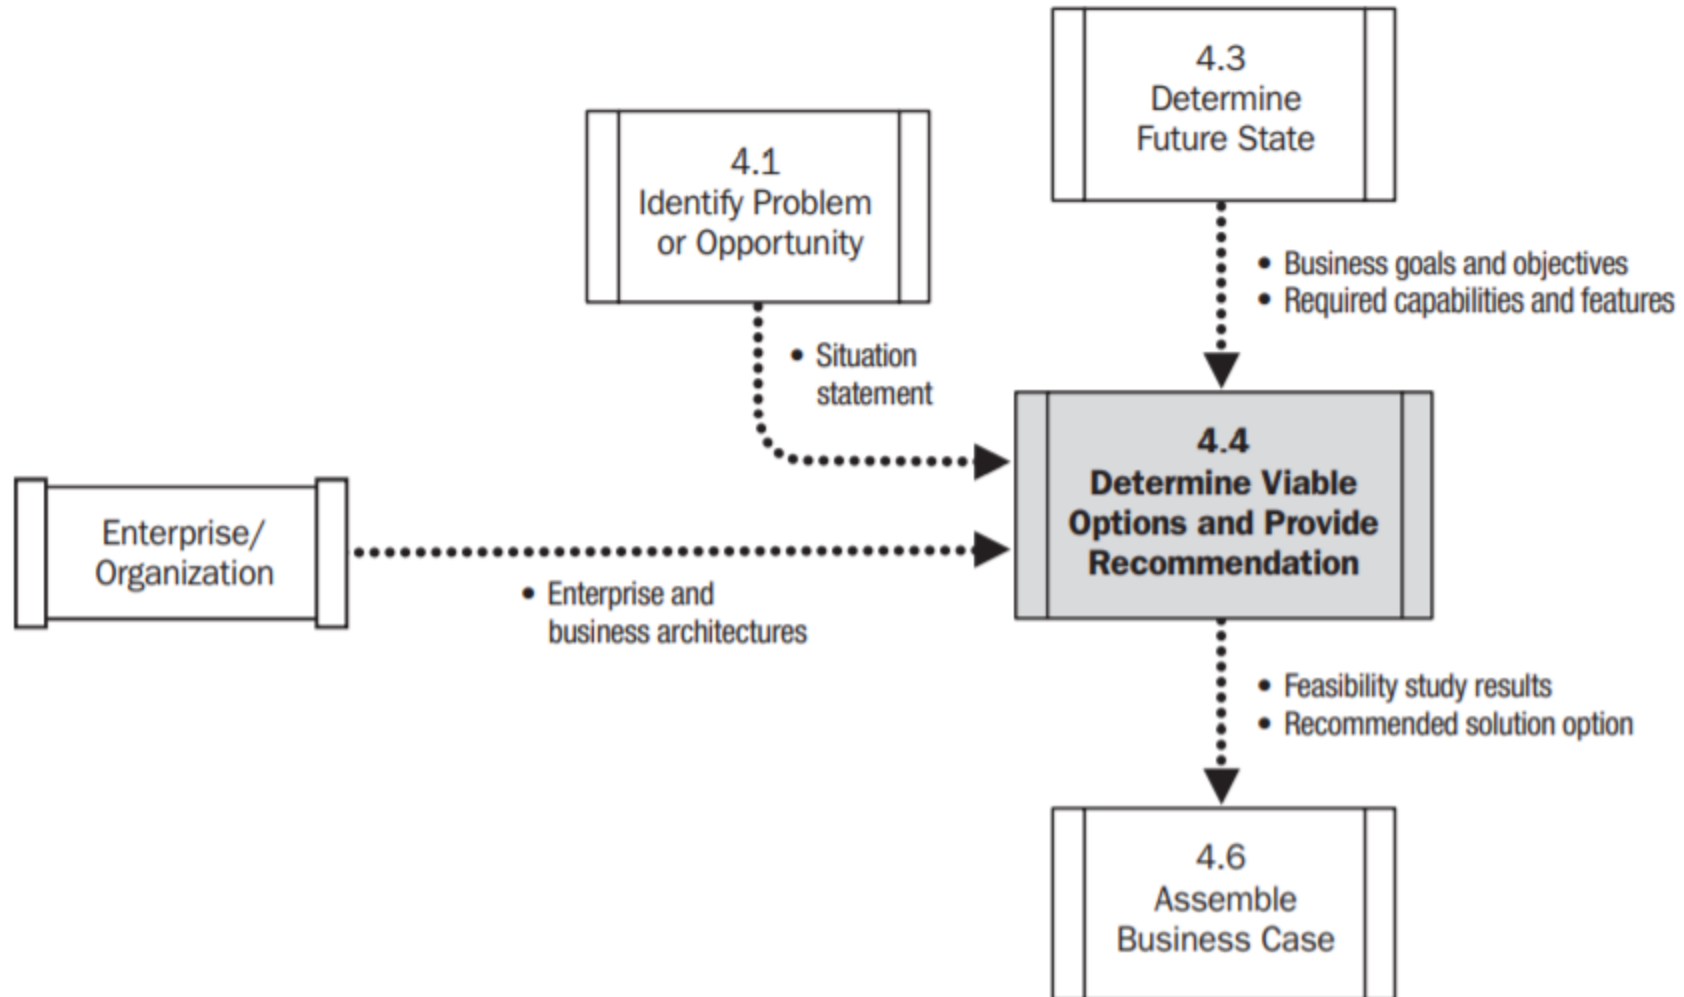 4.3
Determine
Future State
4.1
Identify Problem
or Opportunity
• Business goals and objectives
• Required capabilities and features
• Situation
statement
4.4
Determine Viable
Options and Provide
Recommendation
Enterprise/
Organization
• Enterprise and
business architectures
• Feasibility study results
• Recommended solution option
4.6
Assemble
Business Case